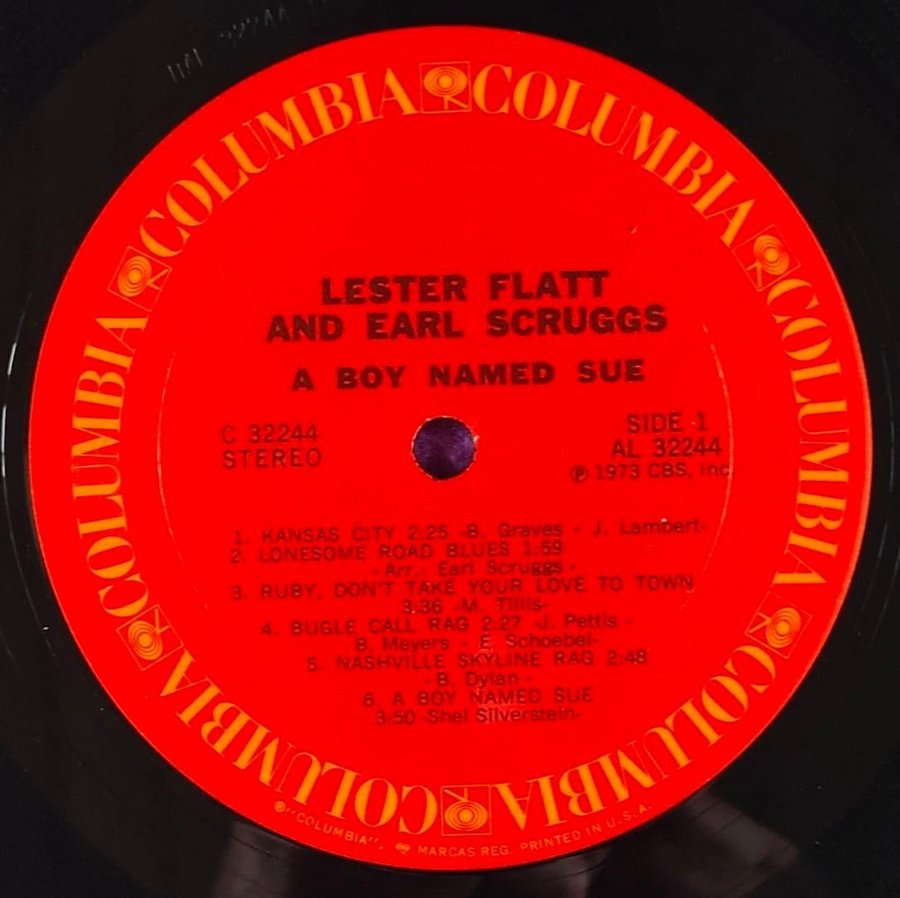 COLUMBIA COLUMBIA COLUMBIA COLUMBIA COLUMBIA COLUMBIA COLUMBIA COLUMBIA
LESTER FLATT
AND EARL SCRUGGS
A BOY NAMED SUE
C 32244
STEREO
SIDE 1
AL 32244
℗ 1973 CBS, Inc
1. KANSAS CITY 2:25 -B. Graves - J. Lambert-
2. LONESOME ROAD BLUES 1:59
- Arr.: Earl Scruggs -
3. RUBY, DON'T TAKE YOUR LOVE TO TOWN
3:36 -M. Tillis-
4. BUGLE CALL RAG 2:27 -J. Pettis -
B. Meyers - E. Schoebel-
5. NASHVILLE SKYLINE RAG 2:48
- B. Dylan -
6. A BOY NAMED SUE
3:50 -Shel Silverstein-
®"COLUMBIA", MARCAS REG. PRINTED IN U.S.A.